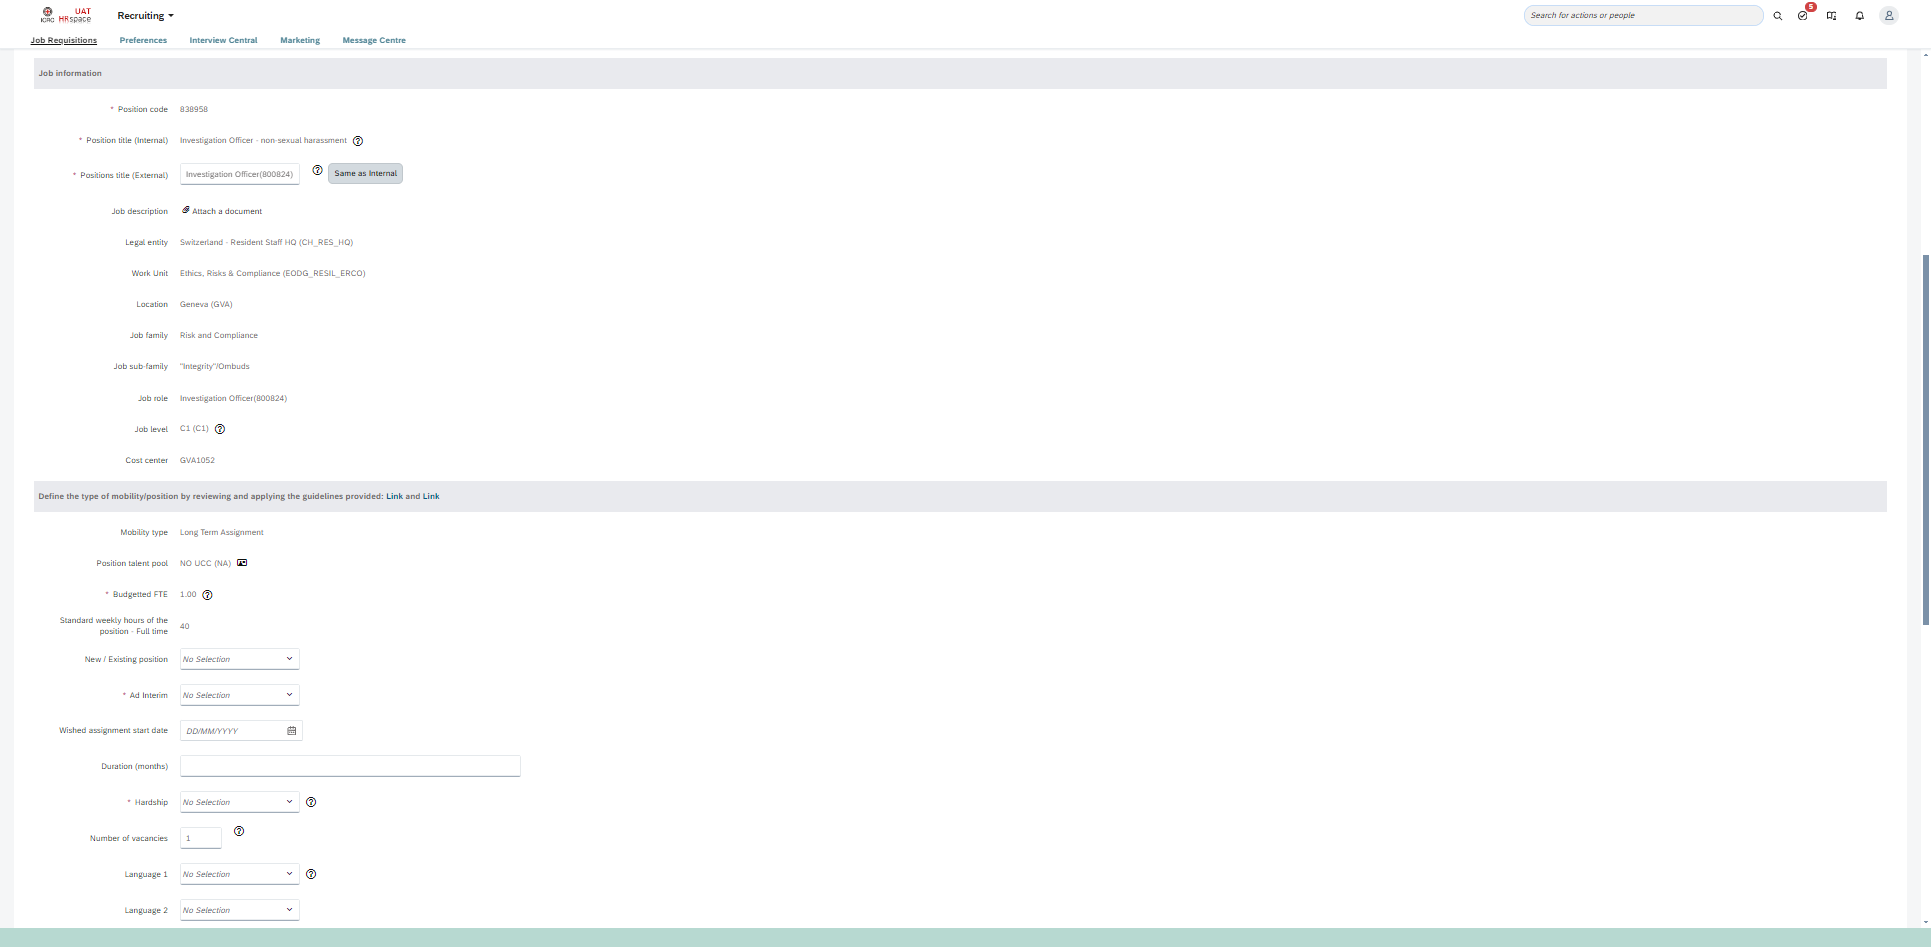 ICRC UAT HRspace Recruiting
Search for actions or people
5
Job Requisitions Preferences Interview Central Marketing Message Centre
Job information
* Position code 838958
* Position title (Internal) Investigation Officer - non-sexual harassment
* Positions title (External) Investigation Officer(800824) Same as Internal
Job description Attach a document
Legal entity Switzerland - Resident Staff HQ (CH_RES_HQ)
Work Unit Ethics, Risks & Compliance (EODG_RESIL_ERCO)
Location Geneva (GVA)
Job family Risk and Compliance
Job sub-family "Integrity"/Ombuds
Job role Investigation Officer(800824)
Job level C1 (C1)
Cost center GVA1052
Define the type of mobility/position by reviewing and applying the guidelines provided: Link and Link
Mobility type Long Term Assignment
Position talent pool NO UCC (NA)
* Budgetted FTE 1.00
Standard weekly hours of the
position - Full time 40
New / Existing position No Selection
* Ad Interim No Selection
Wished assignment start date DD/MM/YYYY
Duration (months)
* Hardship No Selection
Number of vacancies 1
Language 1 No Selection
Language 2 No Selection